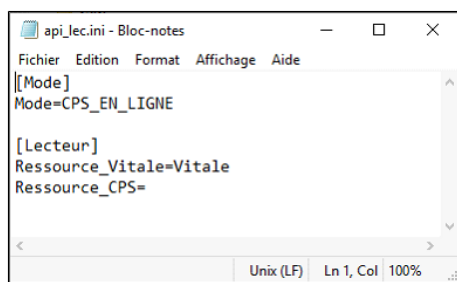 api_lec.ini - Bloc-notes
Fichier Edition Format Affichage Aide
[Mode]
Mode=CPS_EN_LIGNE
[Lecteur]
Ressource_Vitale=Vitale
Ressource_CPS=
Unix (LF) Ln 1, Col 100%